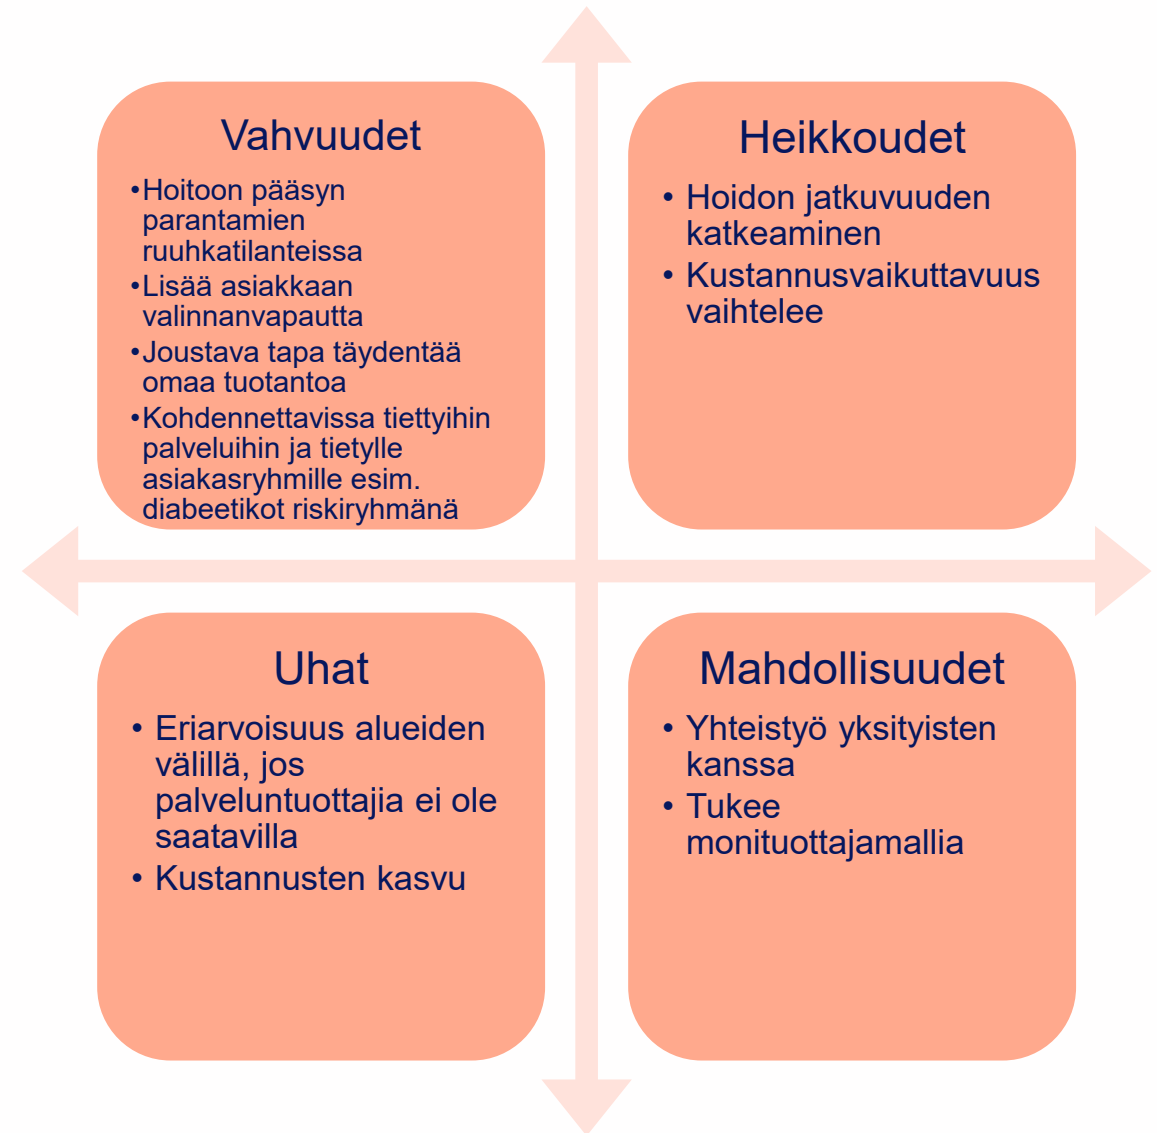 Vahvuudet
•Hoitoon pääsyn
parantamien
ruuhkatilanteissa
•Lisää asiakkaan
valinnanvapautta
•Joustava tapa täydentää
omaa tuotantoa
•Kohdennettavissa tiettyihin
palveluihin ja tietylle
asiakasryhmille esim.
diabeetikot riskiryhmänä
Heikkoudet
• Hoidon jatkuvuuden
katkeaminen
• Kustannusvaikuttavuus
vaihtelee
Uhat
• Eriarvoisuus alueiden
välillä, jos
palveluntuottajia ei ole
saatavilla
• Kustannusten kasvu
Mahdollisuudet
• Yhteistyö yksityisten
kanssa
• Tukee
monituottajamallia